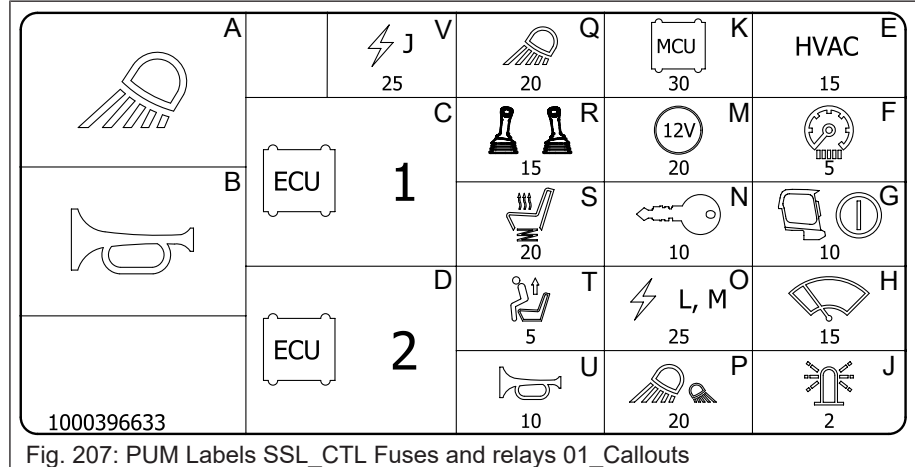 A
V
J
25
Q
20
K
MCU
30
E
HVAC
15
C
ECU
1
R
15
M
12V
20
F
5
B
S
20
N
10
G
10
D
ECU
2
T
5
O
L, M
25
H
15
U
10
P
20
J
2
1000396633
Fig. 207: PUM Labels SSL_CTL Fuses and relays 01_Callouts